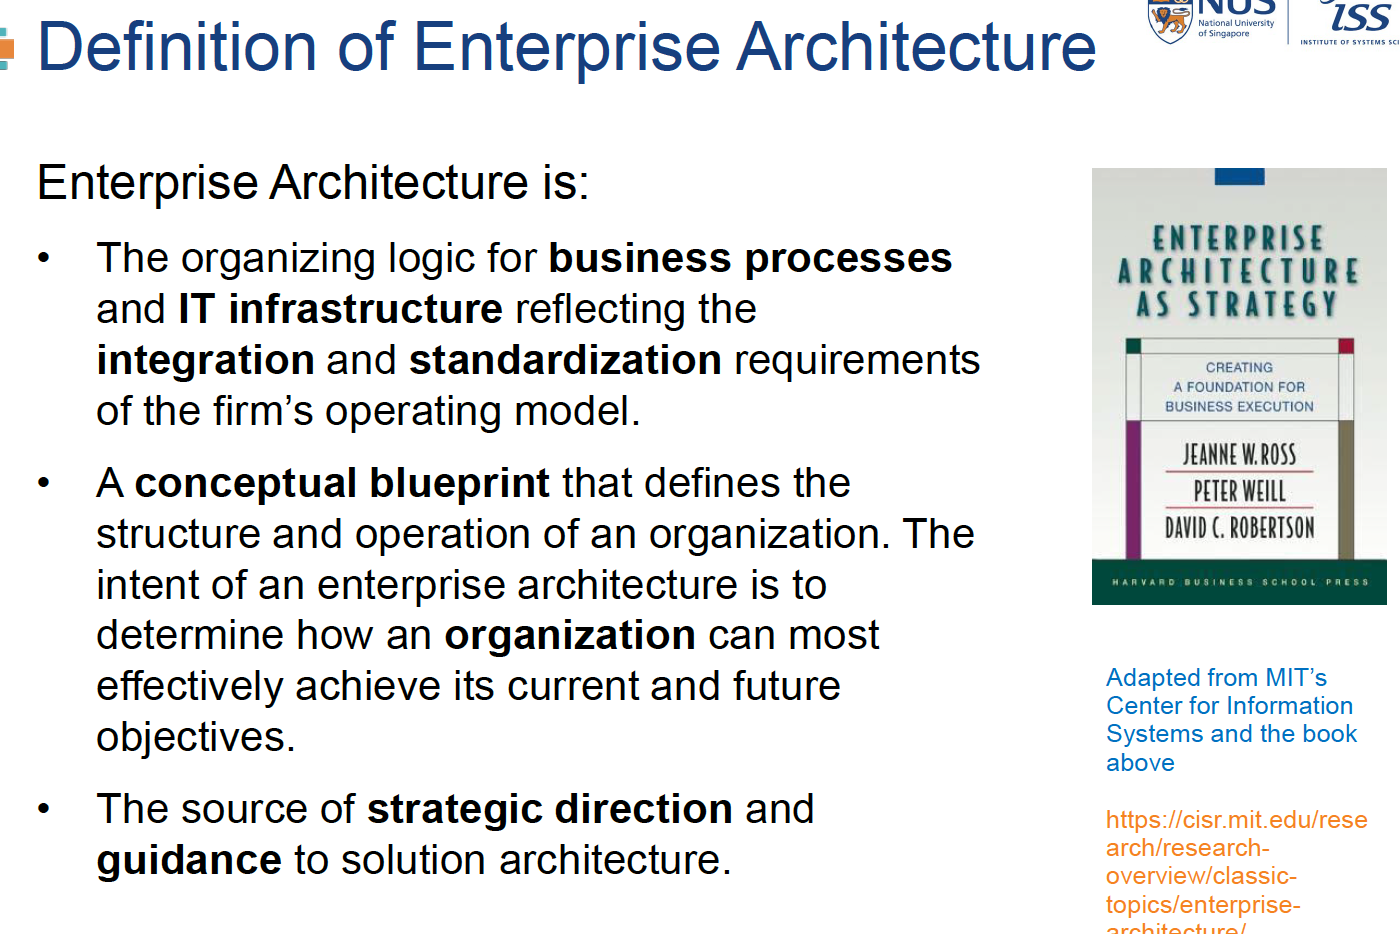 Definition of Enterprise Architecture
NUS
National University
of Singapore
iss
INSTITUTE OF SYSTEMS
Enterprise Architecture is:
• The organizing logic for business processes
and IT infrastructure reflecting the
integration and standardization requirements
of the firm’s operating model.
• A conceptual blueprint that defines the
structure and operation of an organization. The
intent of an enterprise architecture is to
determine how an organization can most
effectively achieve its current and future
objectives.
• The source of strategic direction and
guidance to solution architecture.
ENTERPRISE
ARCHITECTURE
AS STRATEGY
CREATING
A FOUNDATION FOR
BUSINESS EXECUTION
JEANNE W. ROSS
PETER WEILL
DAVID C. ROBERTSON
HARVARD BUSINESS SCHOOL PRESS
Adapted from MIT’s
Center for Information
Systems and the book
above
https://cisr.mit.edu/rese
arch/research-
overview/classic-
topics/enterprise-
architecture/